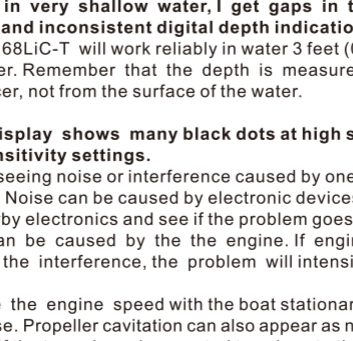 in very shallow water, I get gaps in t
and inconsistent digital depth indicatio
68LiC-T will work reliably in water 3 feet (
er. Remember that the depth is measure
cer, not from the surface of the water.
isplay shows many black dots at high s
nsitivity settings.
seeing noise or interference caused by one
Noise can be caused by electronic device
rby electronics and see if the problem goes
an be caused by the the engine. If engi
the interference, the problem will intensi
the engine speed with the boat stationar
se. Propeller cavitation can also appear as n